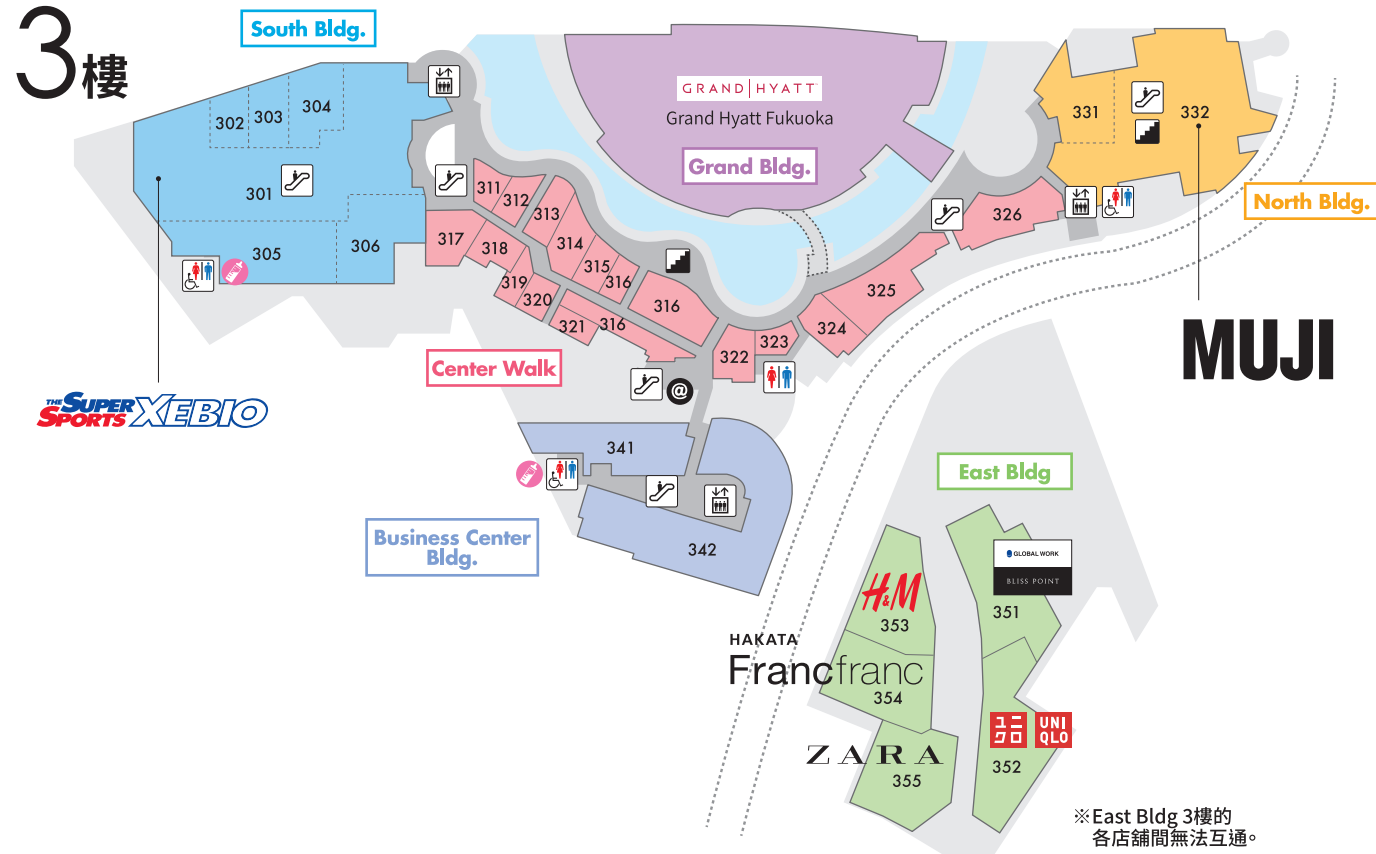 3樓
South Bldg.
GRAND|HYATT
Grand Hyatt Fukuoka
Grand Bldg.
North Bldg.
301
302
303
304
305
306
THE SUPER
SPORTS XEBIO
311
312
313
314
315
316
316
317
318
319
320
321
316
322
323
324
325
326
331
332
MUJI
Center Walk
@
341
342
Business Center
Bldg.
East Bldg
GLOBAL WORK
BLISS POINT
351
H&M
353
HAKATA
Francfranc
354
ユニ
クロ
UNI
QLO
352
ZARA
355
※East Bldg 3樓的
各店舖間無法互通。